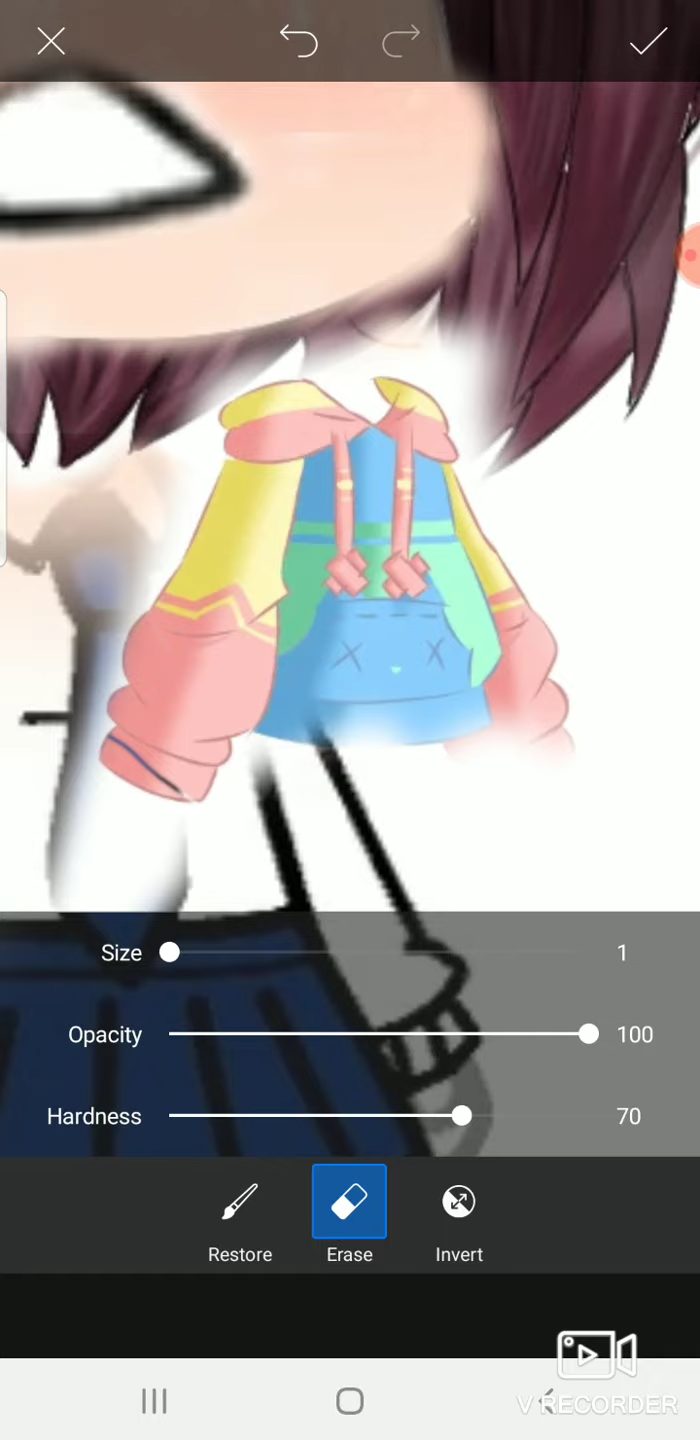 Size 1
Opacity 100
Hardness 70
Restore Erase Invert
V RECORDER